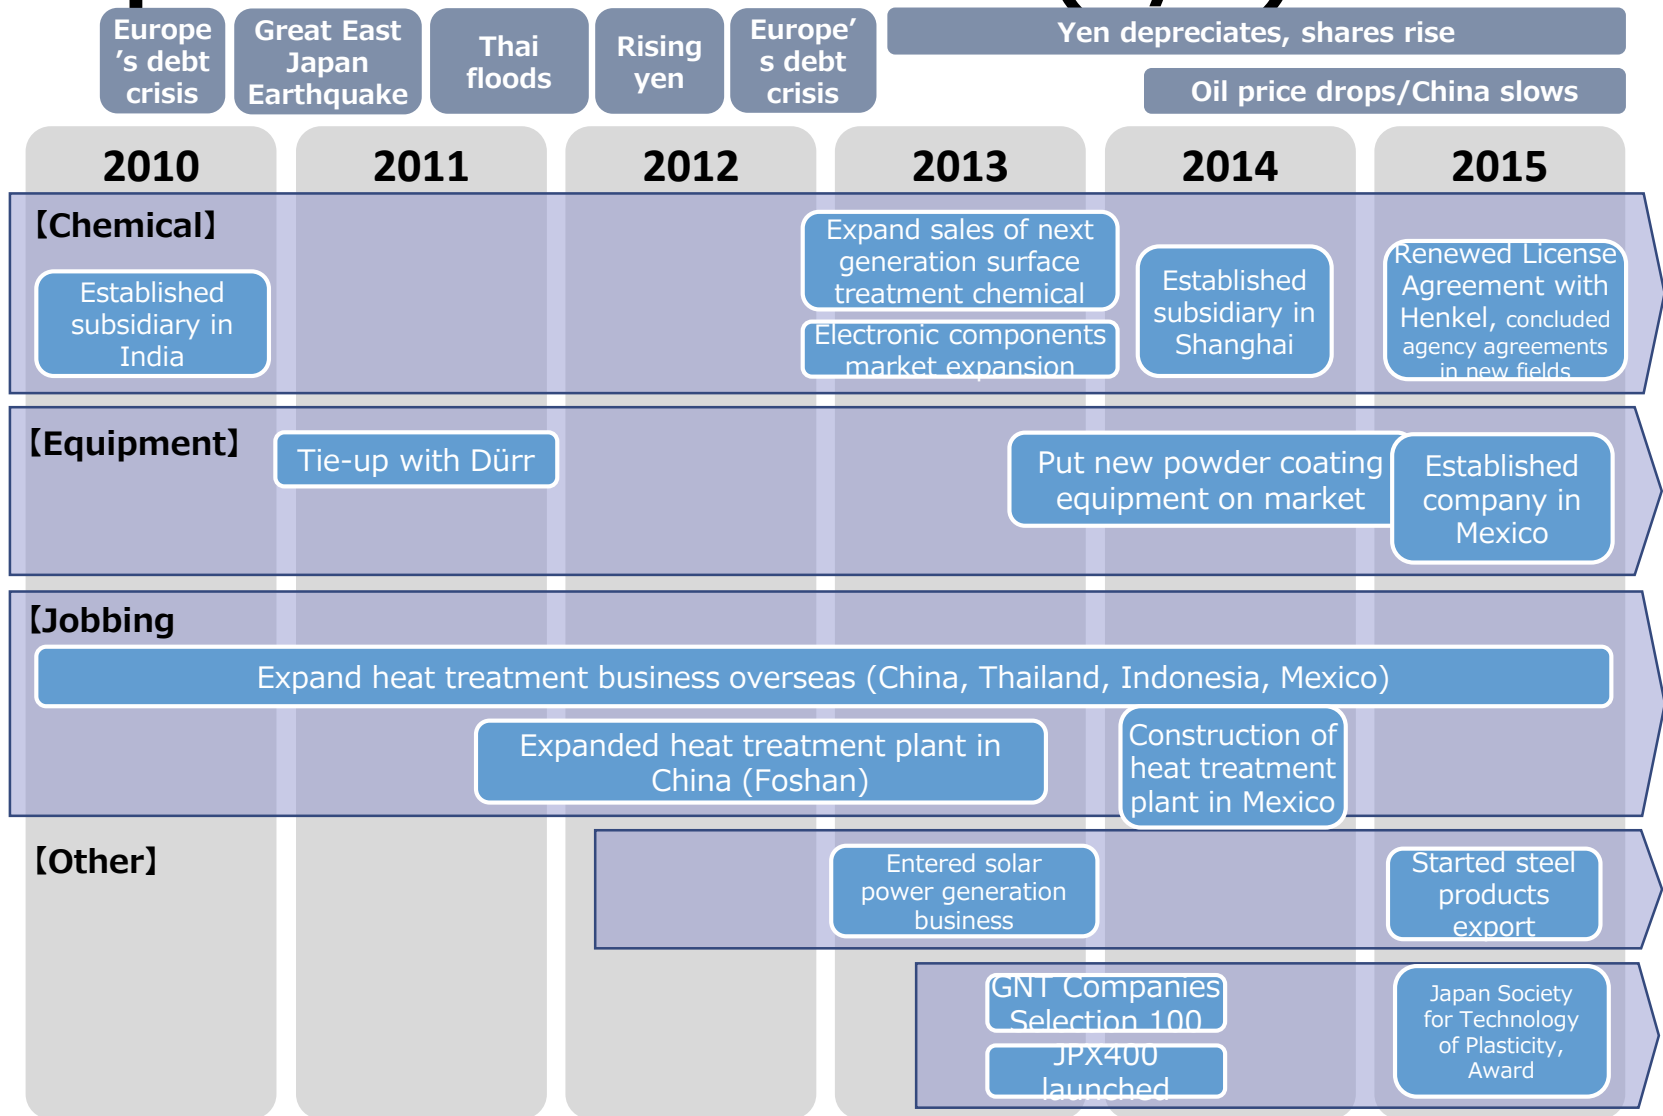 Europe
's debt
crisis
Great East
Japan
Earthquake
Thai
floods
Rising
yen
Europe'
s debt
crisis
Yen depreciates, shares rise
Oil price drops/China slows
2010
2011
2012
2013
2014
2015
【Chemical】
Established
subsidiary in
India
Expand sales of next
generation surface
treatment chemical
Electronic components
market expansion
Established
subsidiary in
Shanghai
Renewed License
Agreement with
Henkel, concluded
agency agreements
in new fields
【Equipment】
Tie-up with Dürr
Put new powder coating
equipment on market
Established
company in
Mexico
【Jobbing
Expand heat treatment business overseas (China, Thailand, Indonesia, Mexico)
Expanded heat treatment plant in
China (Foshan)
Construction of
heat treatment
plant in Mexico
【Other】
Entered solar
power generation
business
Started steel
products
export
GNT Companies
Selection 100
JPX400
launched
Japan Society
for Technology
of Plasticity,
Award